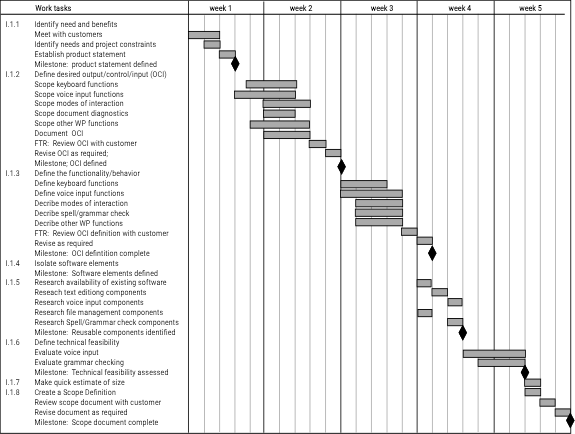 Work tasks week 1 week 2 week 3 week 4 week 5
I.1.1 Identify need and benefits
Meet with customers
Identify needs and project constraints
Establish product statement
Milestone: product statement defined
I.1.2 Define desired output/control/input (OCI)
Scope keyboard functions
Scope voice input functions
Scope modes of interaction
Scope document diagnostics
Scope other WP functions
Document OCI
FTR: Review OCI with customer
Revise OCI as required;
Milestone; OCI defined
I.1.3 Define the functionality/behavior
Define keyboard functions
Define voice input functions
Decribe modes of interaction
Decribe spell/grammar check
Decribe other WP functions
FTR: Review OCI definition with customer
Revise as required
Milestone: OCI defintition complete
I.1.4 Isolate software elements
Milestone: Software elements defined
I.1.5 Research availability of existing software
Reseach text editiong components
Research voice input components
Research file management components
Research Spell/Grammar check components
Milestone: Reusable components identified
I.1.6 Define technical feasibility
Evaluate voice input
Evaluate grammar checking
Milestone: Technical feasibility assessed
I.1.7 Make quick estimate of size
I.1.8 Create a Scope Definition
Review scope document with customer
Revise document as required
Milestone: Scope document complete